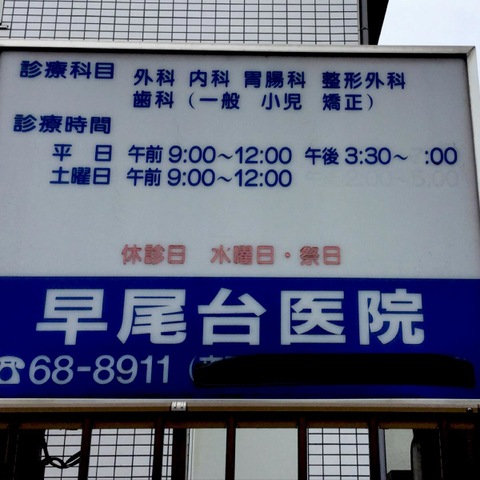 診療科目 外科 内科 胃腸科 整形外科
歯科（一般 小児 矯正）
診療時間
平日 午前9:00～12:00 午後3:30～ :00
土曜日 午前9:00～12:00
休診日 水曜日・祭日
早尾台医院
☎68-8911（